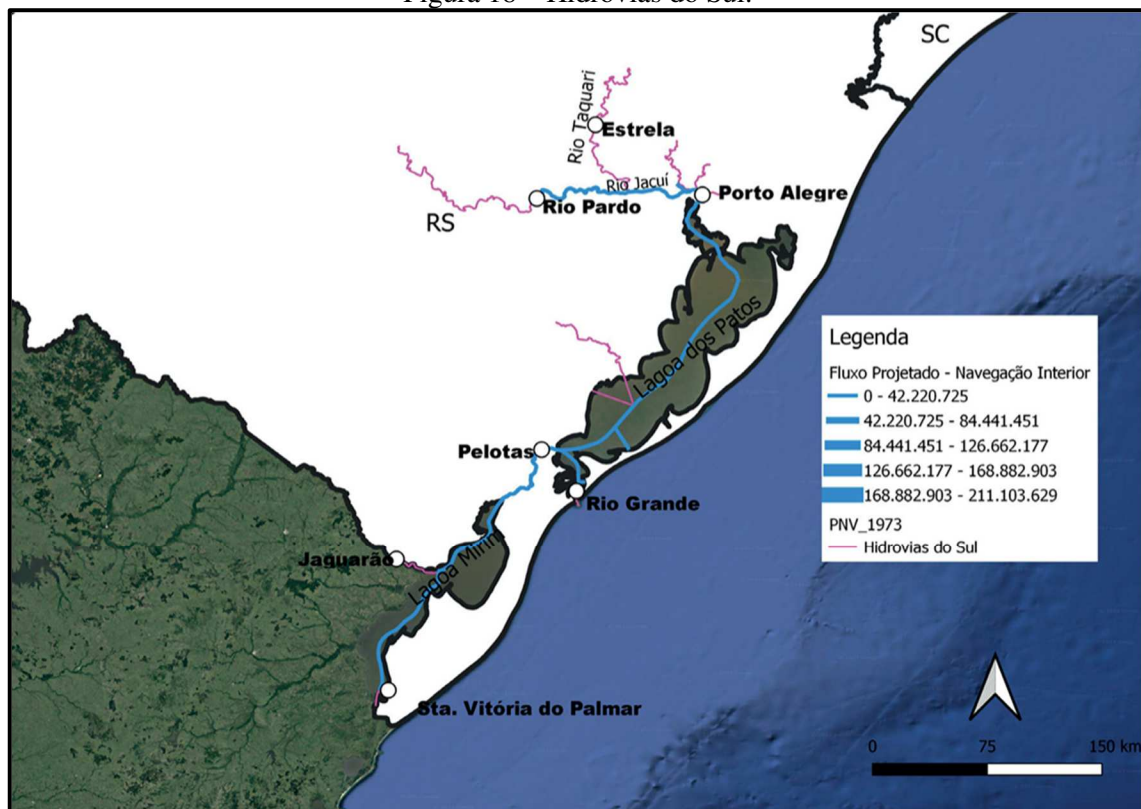 Figura 18 – Hidrovias do Sul.
SC
Rio Taquari
Estrela
Rio Jacuí
Porto Alegre
Rio Pardo
RS
Lagoa dos Patos
Legenda
Fluxo Projetado - Navegação Interior
0 - 42.220.725
42.220.725 - 84.441.451
84.441.451 - 126.662.177
126.662.177 - 168.882.903
168.882.903 - 211.103.629
PNV_1973
Hidrovias do Sul
Pelotas
Rio Grande
Jaguarão
Lagoa Mirim
Sta. Vitória do Palmar
0 75 150 km